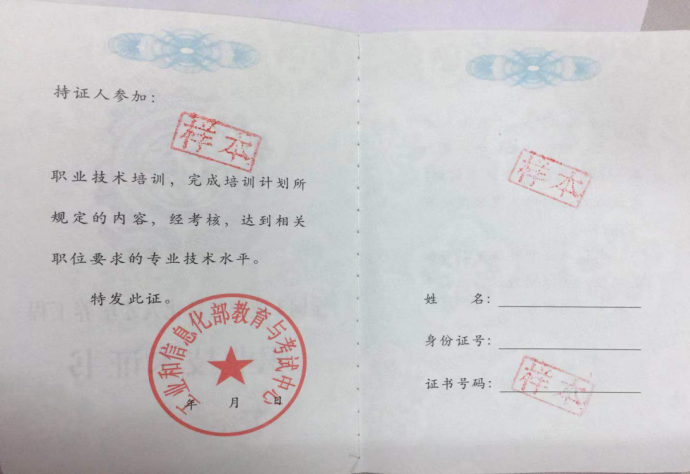 持证人参加：
样本
职业技术培训，完成培训计划所
规定的内容，经考核，达到相关
职位要求的专业技术水平。
特发此证。
工业和信息化部教育与考试中心
年 月 日
样本
姓 名：
身份证号：
样本
证书号码：